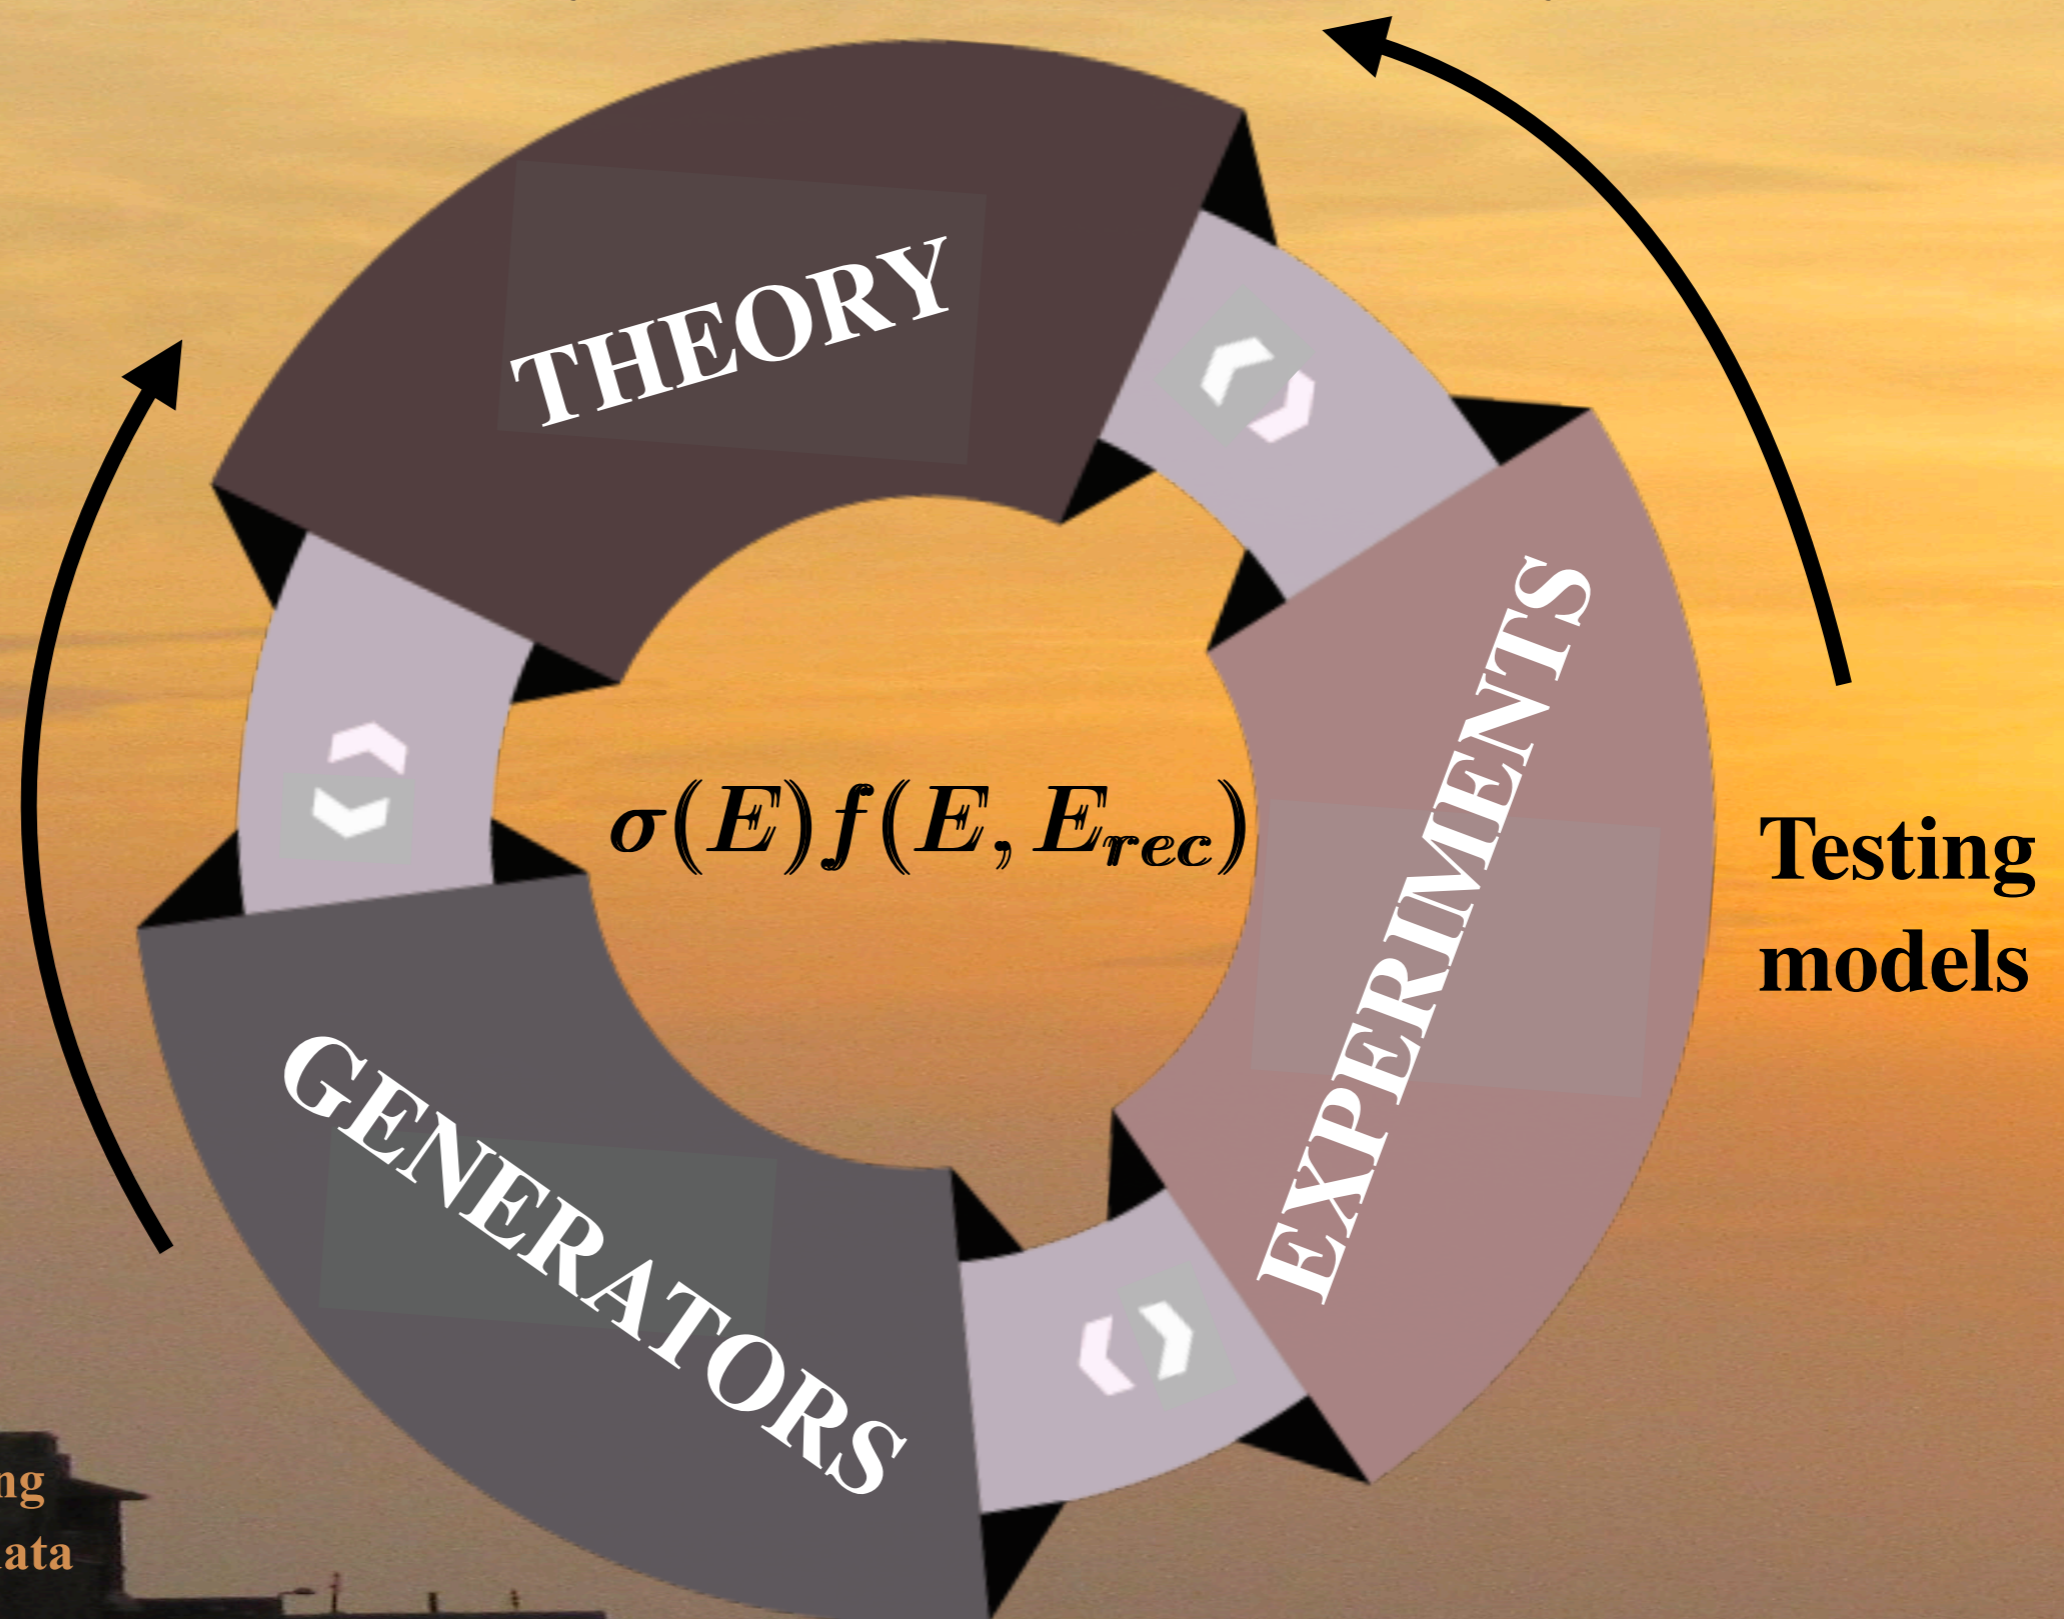 THEORY
EXPERIMENTS
σ(E)f(E, E_rec)
Testing
models
GENERATORS